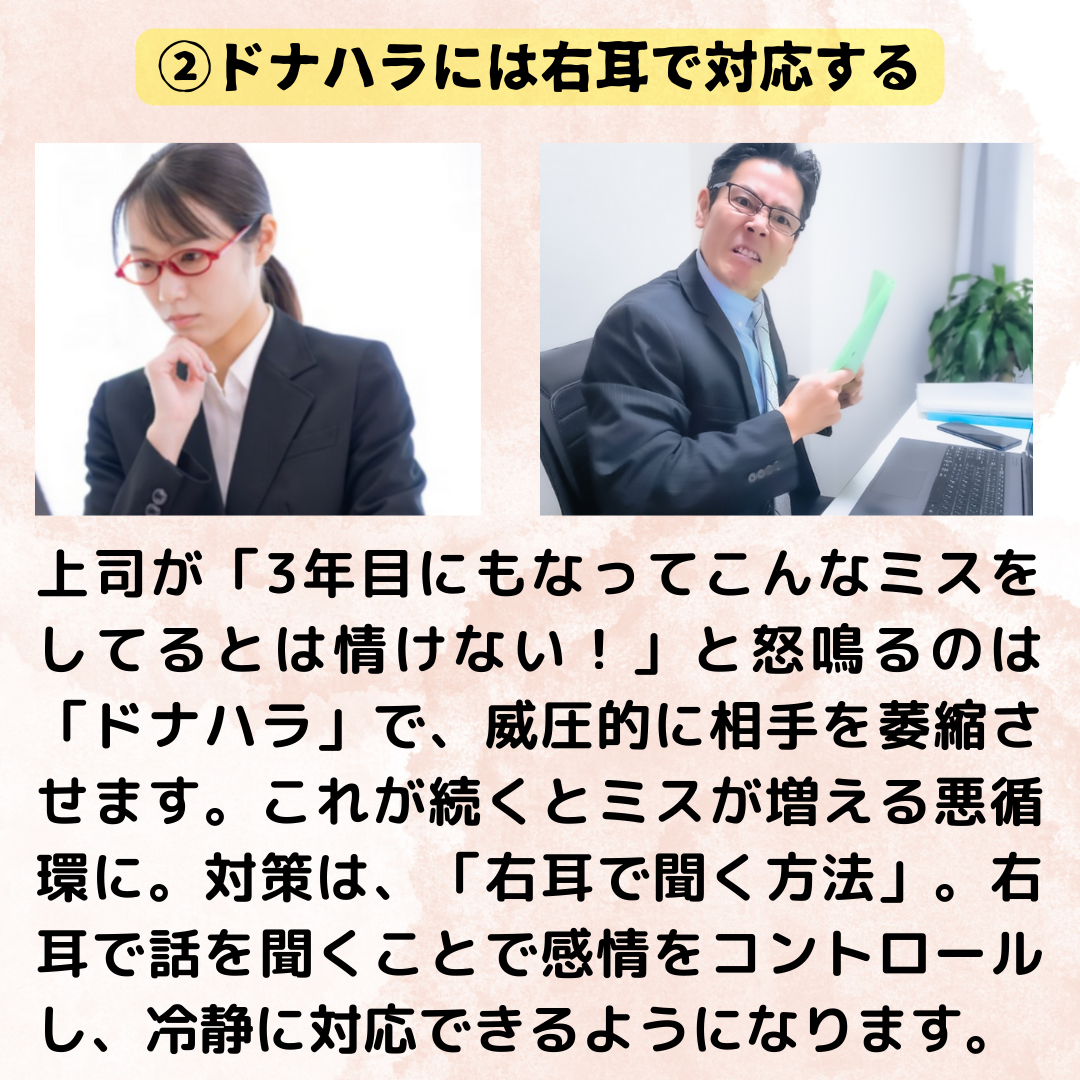 ②ドナハラには右耳で対応する
上司が「3年目にもなってこんなミスを
してるとは情けない！」と怒鳴るのは
「ドナハラ」で、威圧的に相手を萎縮さ
せます。これが続くとミスが増える悪循
環に。対策は、「右耳で聞く方法」。右
耳で話を聞くことで感情をコントロール
し、冷静に対応できるようになります。